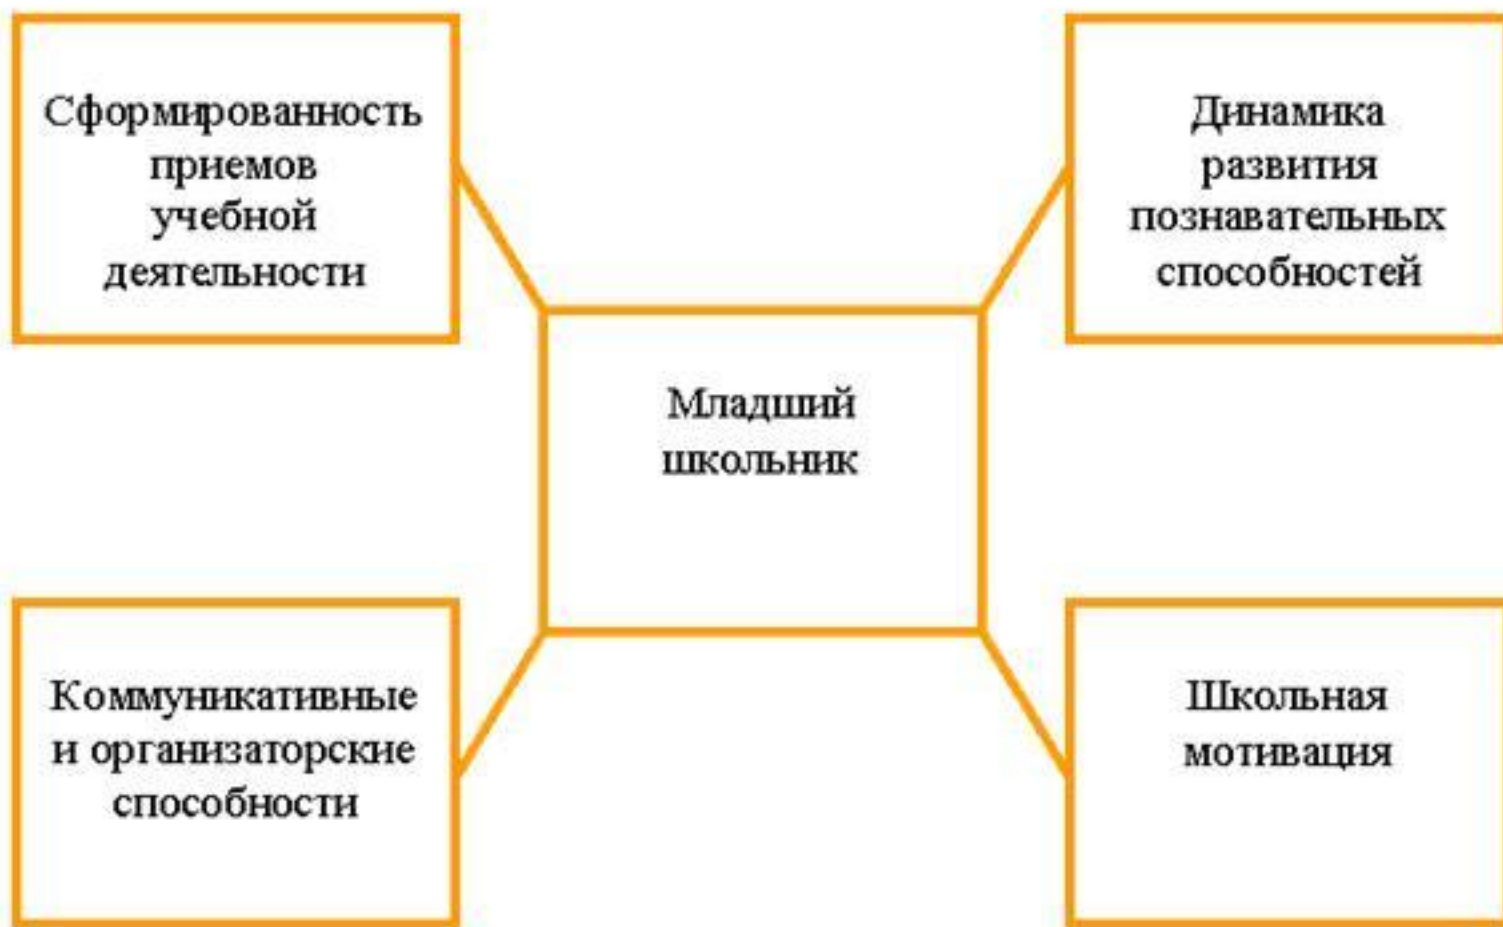 Сформированность
приемов
учебной
деятельности
Динамика
развития
познавательных
способностей
Младший
школьник
Коммуникативные
и организаторские
способности
Школьная
мотивация